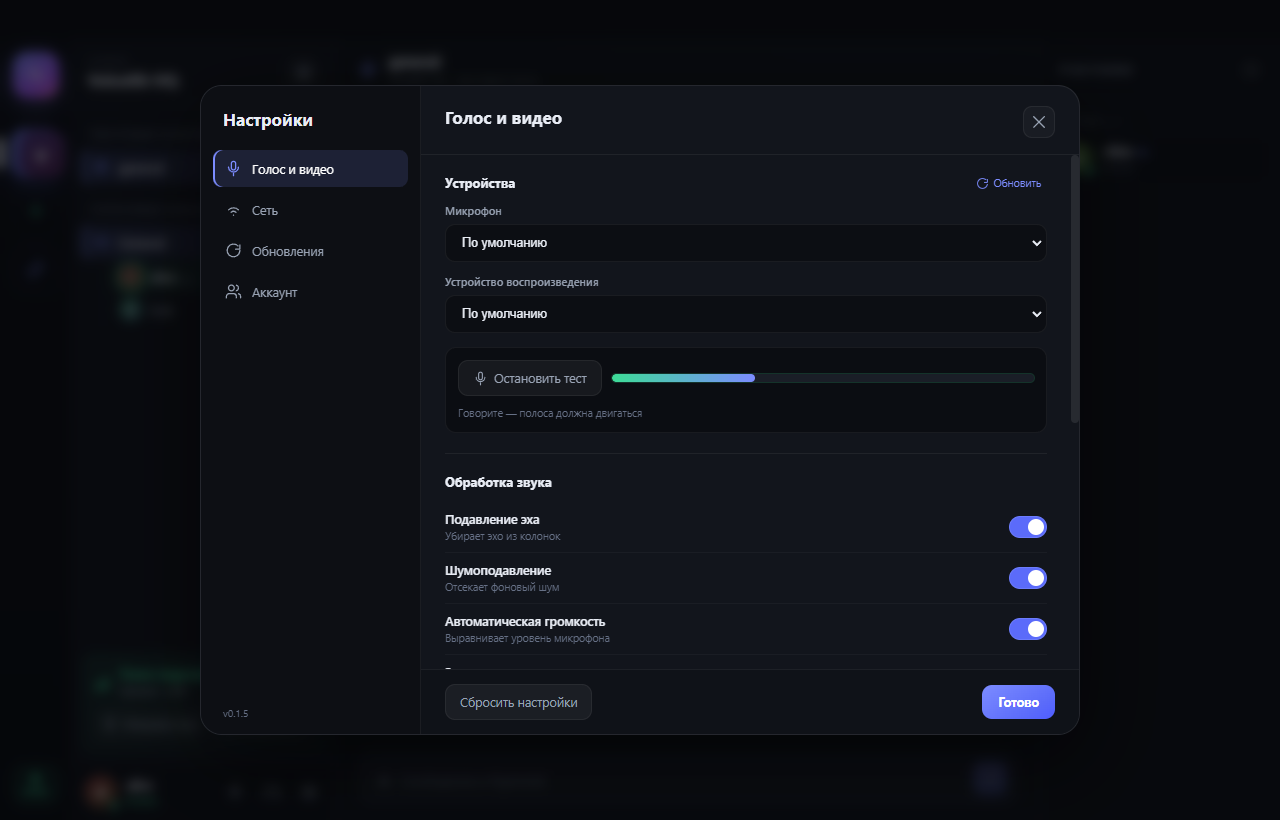 Настройки
Голос и видео
Сеть
Обновления
Аккаунт
v0.1.5
Голос и видео
Устройства
Обновить
Микрофон
По умолчанию
Устройство воспроизведения
По умолчанию
Остановить тест
Говорите — полоса должна двигаться
Обработка звука
Подавление эха
Убирает эхо из колонок
Шумоподавление
Отсекает фоновый шум
Автоматическая громкость
Выравнивает уровень микрофона
Сбросить настройки
Готово